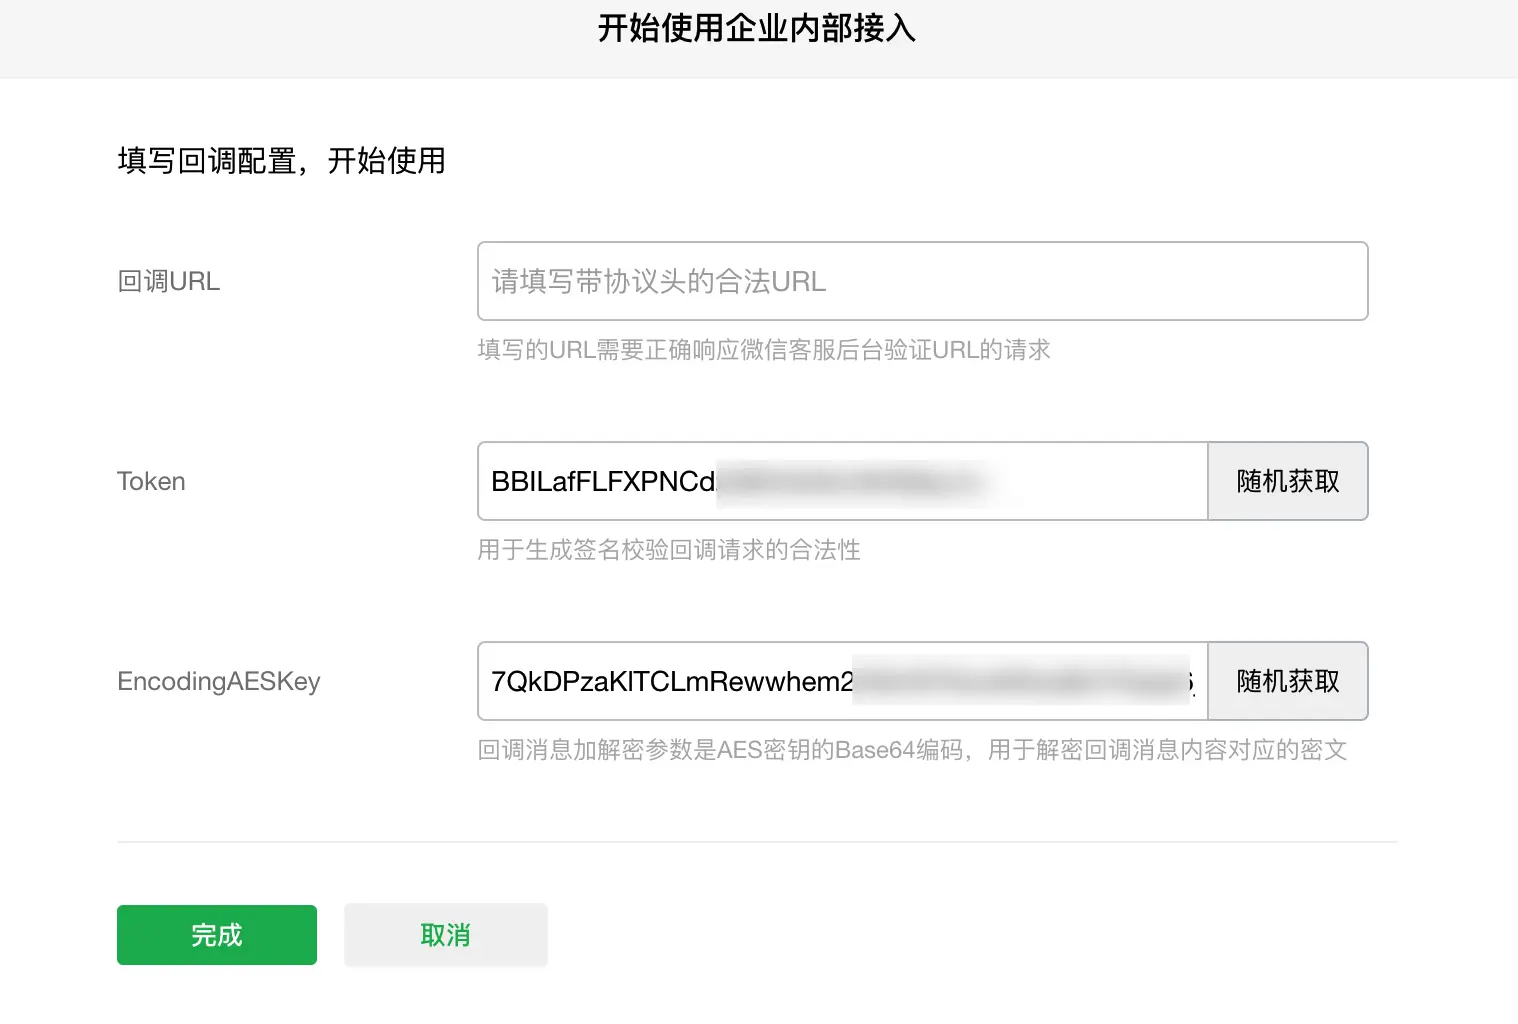 开始使用企业内部接入
填写回调配置，开始使用
回调URL
请填写带协议头的合法URL
填写的URL需要正确响应微信客服后台验证URL的请求
Token
BBILafFLFXPNCd
随机获取
用于生成签名校验回调请求的合法性
EncodingAESKey
7QkDPzaKlTCLmRewwhem2
随机获取
回调消息加解密参数是AES密钥的Base64编码，用于解密回调消息内容对应的密文
完成
取消